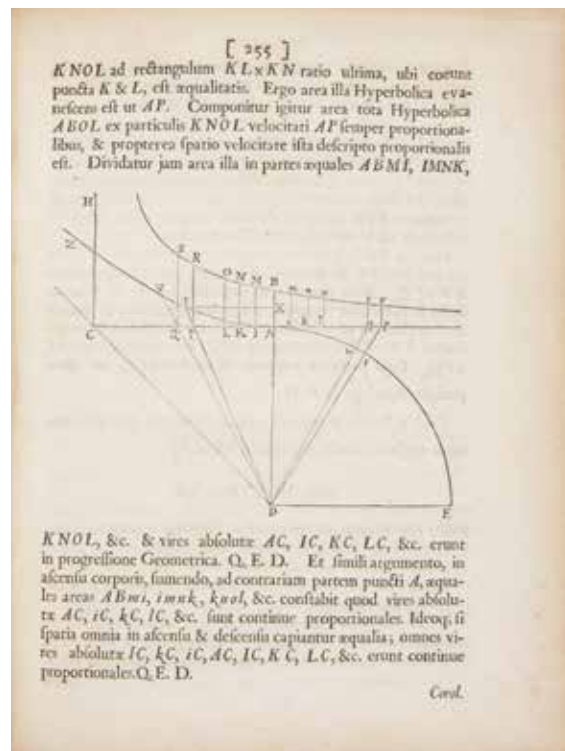 [ 255 ]
KNOL ad rectangulum KL x KN ratio ultima, ubi coeunt
puncta K & L, est æqualitatis. Ergo area illa Hyperbolica eva-
nescens est ut AP. Componitur igitur area tota Hyperbolica
ABOL ex particulis KNOL velocitati AP semper proportiona-
libus, & propterea spatio velocitate ista descripto proportionalis
est. Dividatur jam area illa in partes æquales ABMI, IMNK,
H
S
R
O N M B
C
L K I A
D E
KNOL, &c. & vires absolutæ AC, IC, KC, LC, &c. erunt
in progressione Geometrica. Q. E. D. Et simili argumento, in
ascensu corporis, sumendo, ad contrariam partem puncti A, æqua-
les areas ABmi, imnk, knol, &c. constabit quod vires absolu-
tæ AC, iC, kC, lC, &c. sunt continue proportionales. Ideoq; si
spatia omnia in ascensu & descensu capiantur æqualia; omnes vi-
res absolutæ lC, kC, iC, AC, IC, KC, LC, &c. erunt continue
proportionales. Q. E. D.
Corol.